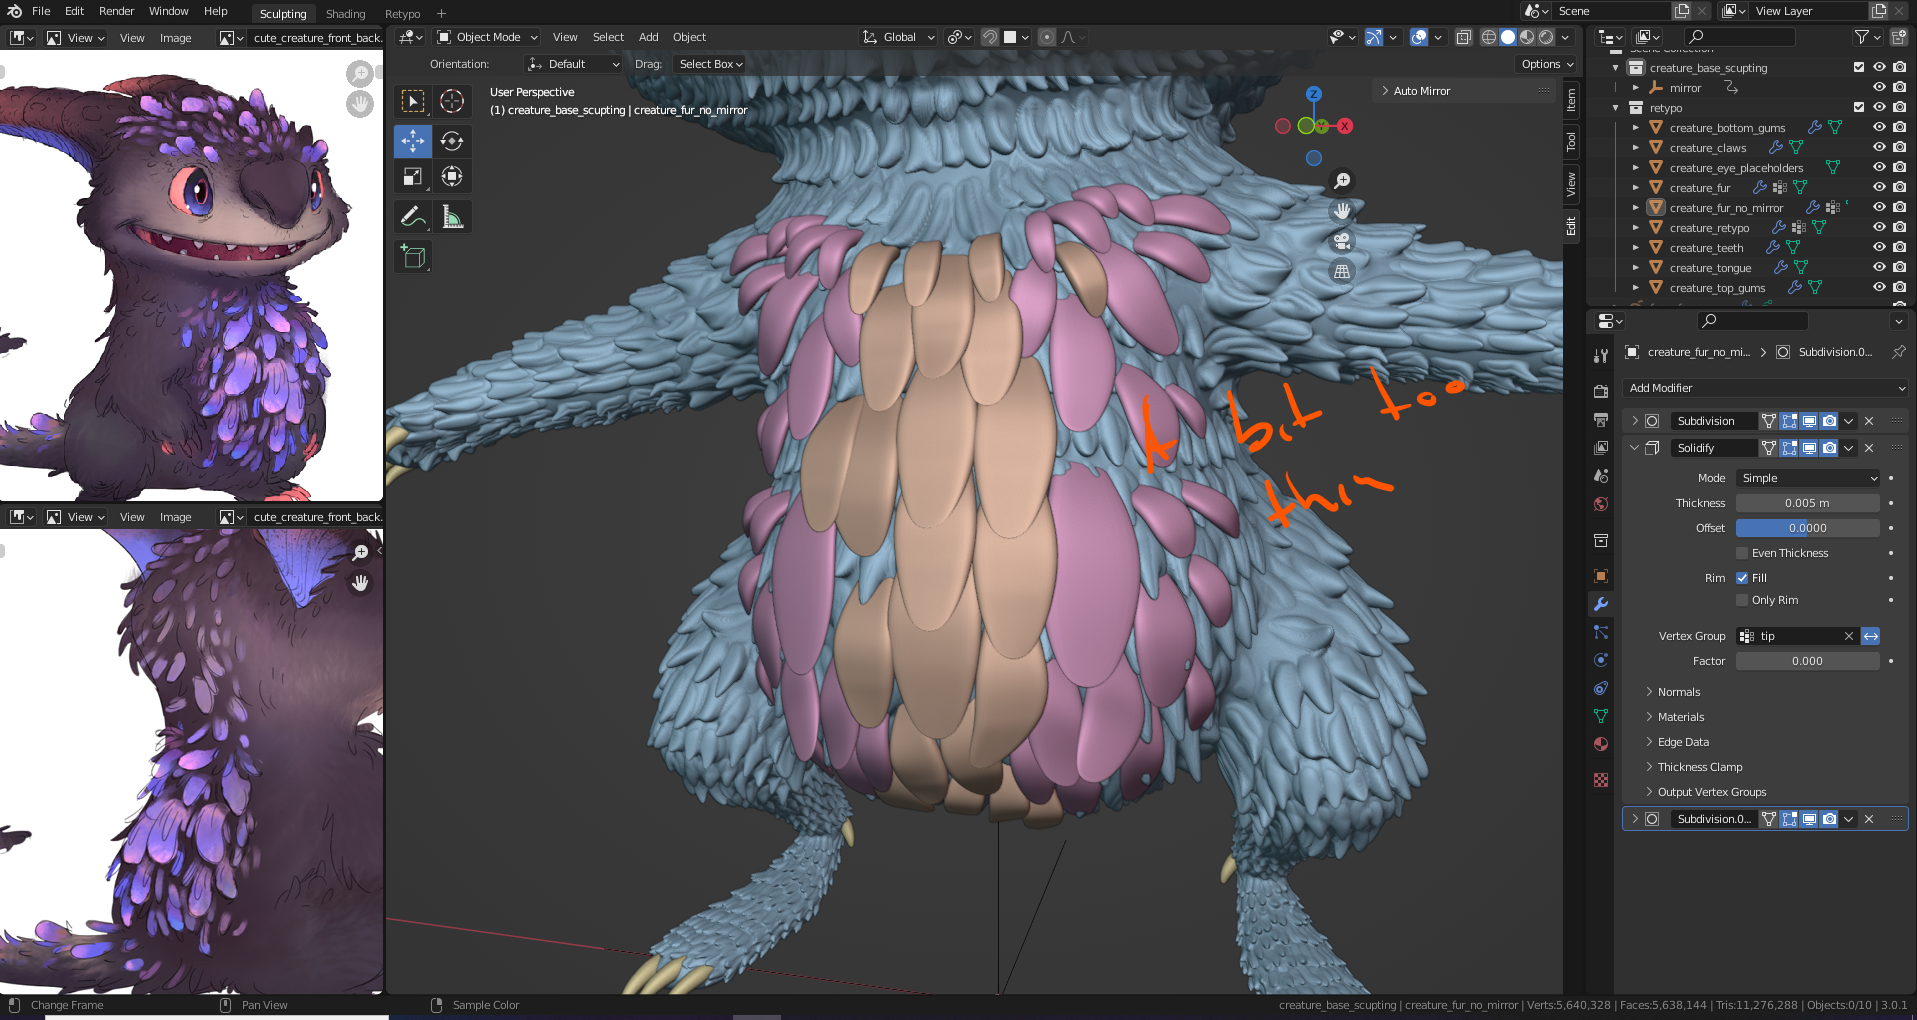 File Edit Render Window Help Sculpting Shading Retypo + Scene View Layer
View View Image cute_creature_front_back.
Object Mode View Select Add Object Global
Orientation: Default Drag: Select Box Options
User Perspective
(1) creature_base_scupting | creature_fur_no_mirror
Auto Minror
Z
X
Item
Tool
View
Edit
A bit too
thin
View View Image cute_creature_front_back.
creature_base_scupting
mirror
retypo
creature_bottom_gums
creature_claws
creature_eye_placeholders
creature_fur
creature_fur_no_mirror
creature_retypo
creature_teeth
creature_tongue
creature_top_gums
creature_fur_no_mi... Subdivision.0...
Add Modifier
Subdivision
Solidify
Mode Simple
Thickness 0.005 m
Offset 0.0000
Even Thickness
Rim Fill
Only Rim
Vertex Group tip
Factor 0.000
Normals
Materials
Edge Data
Thickness Clamp
Output Vertex Groups
Subdivision.0...
Change Frame Pan View Sample Color creature_base_scupting | creature_fur_no_mirror | Verts:5,640,328 | Faces:5,638,144 | Tris:11,276,288 | Objects:0/10 | 3.0.1